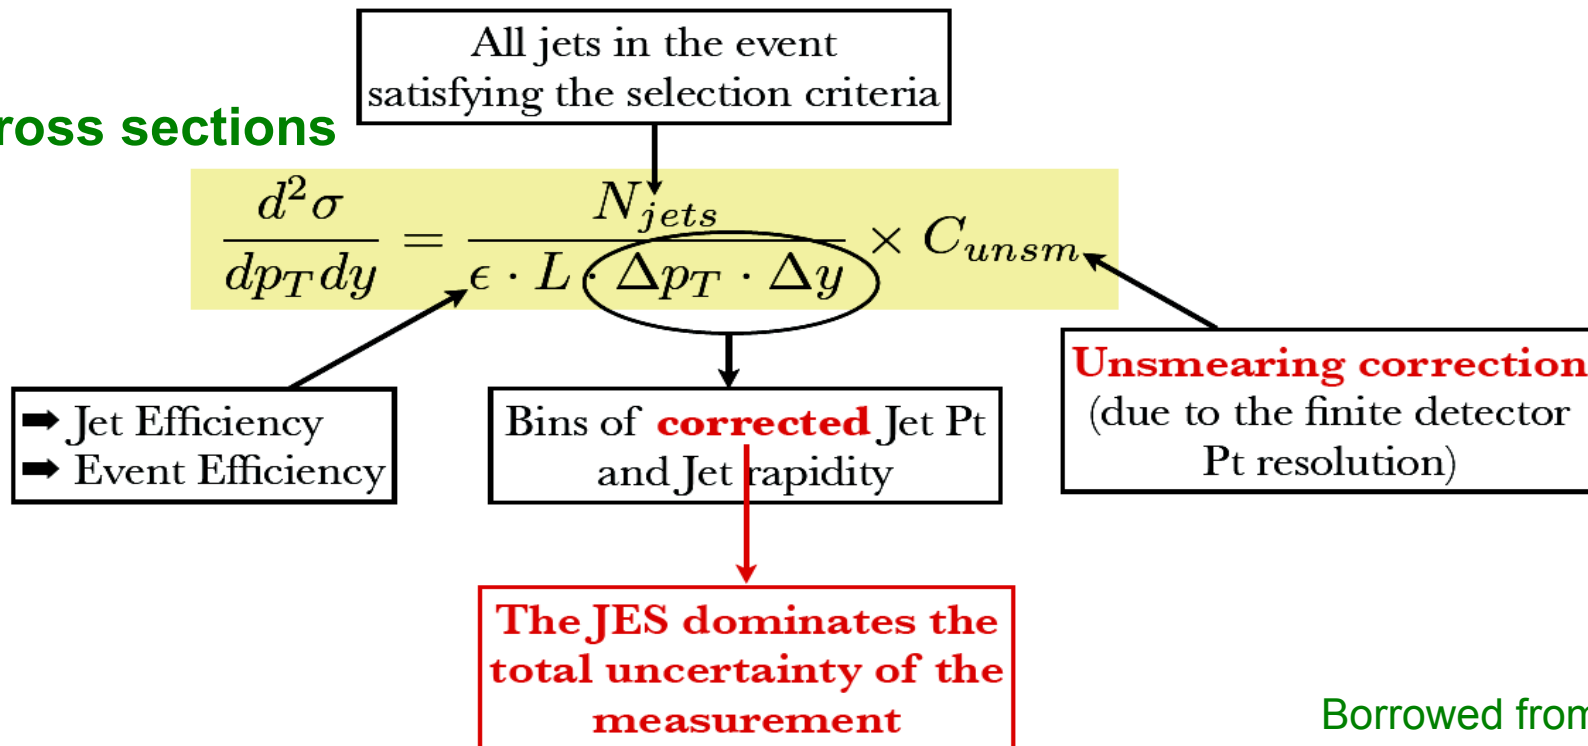 All jets in the event
satisfying the selection criteria
ross sections
d²σ / dp_T dy = N_jets / ϵ · L · Δp_T · Δy × C_unsm
➡ Jet Efficiency
➡ Event Efficiency
Bins of corrected Jet Pt
and Jet rapidity
Unsmearing correction
(due to the finite detector
Pt resolution)
The JES dominates the
total uncertainty of the
measurement
Borrowed from